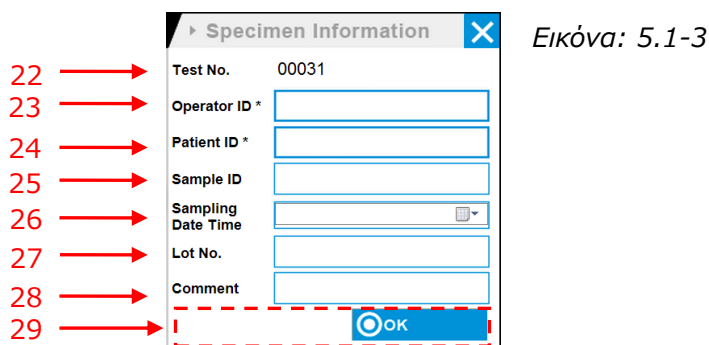 Specimen Information
Εικόνα: 5.1-3
22 Test No. 00031
23 Operator ID *
24 Patient ID *
25 Sample ID
26 Sampling
Date Time
27 Lot No.
28 Comment
29 OK